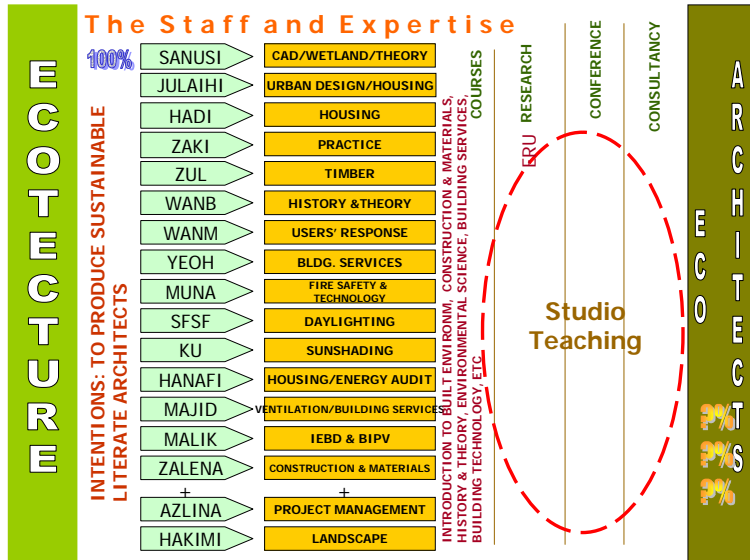 The Staff and Expertise
ECOTECTURE
100%
INTENTIONS: TO PRODUCE SUSTAINABLE
LITERATE ARCHITECTS
SANUSI
CAD/WETLAND/THEORY
JULAIHI
URBAN DESIGN/HOUSING
HADI
HOUSING
ZAKI
PRACTICE
ZUL
TIMBER
WANB
HISTORY &THEORY
WANM
USERS' RESPONSE
YEOH
BLDG. SERVICES
MUNA
FIRE SAFETY &
TECHNOLOGY
SFSF
DAYLIGHTING
KU
SUNSHADING
HANAFI
HOUSING/ENERGY AUDIT
MAJID
VENTILATION/BUILDING SERVICES
MALIK
IEBD & BIPV
ZALENA
CONSTRUCTION & MATERIALS
+
+
AZLINA
PROJECT MANAGEMENT
HAKIMI
LANDSCAPE
INTRODUCTION TO BUILT ENVIRONM, CONSTRUCTION & MATERIALS,
HISTORY & THEORY, ENVIRONMENTAL SCIENCE, BUILDING SERVICES,
BUILDING TECHNOLOGY, ETC
COURSES
RESEARCH
ERU
CONFERENCE
CONSULTANCY
Studio
Teaching
ECO
ARCHITECTS
?%
?%
?%